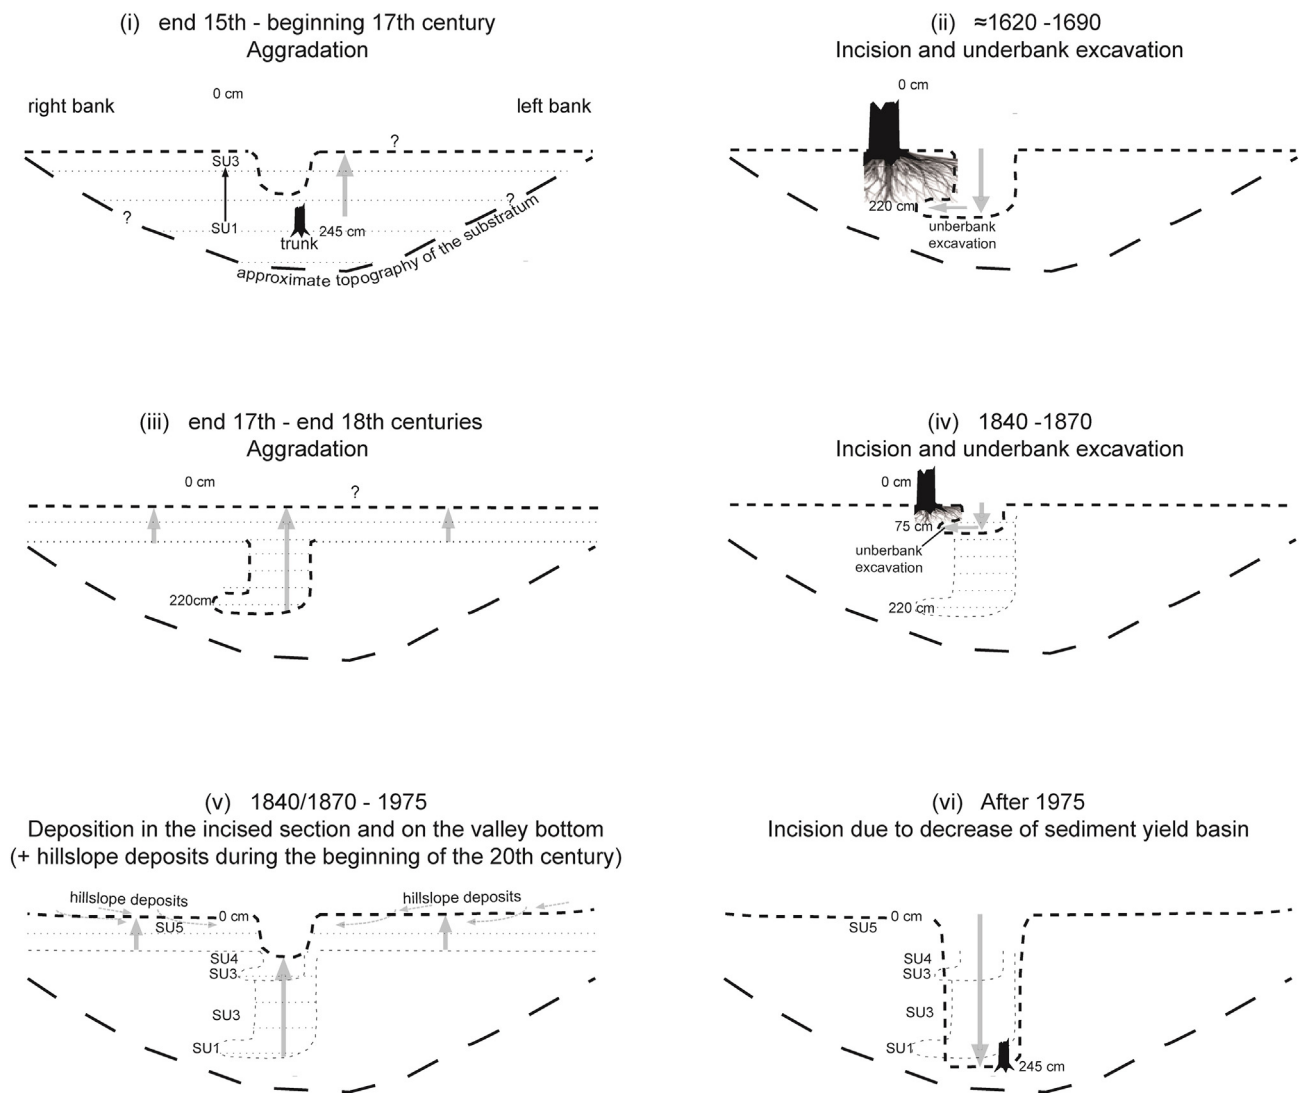 (i) end 15th - beginning 17th century
Aggradation
0 cm
right bank
left bank
?
SU3
?
?
SU1
trunk
245 cm
approximate topography of the substratum
(ii) ≈1620 -1690
Incision and underbank excavation
0 cm
220 cm
unberbank
excavation
(iii) end 17th - end 18th centuries
Aggradation
0 cm
?
220cm
(iv) 1840 -1870
Incision and underbank excavation
0 cm
75 cm
unberbank
excavation
220 cm
(v) 1840/1870 - 1975
Deposition in the incised section and on the valley bottom
(+ hillslope deposits during the beginning of the 20th century)
hillslope deposits
hillslope deposits
0 cm
SU5
SU4
SU3
SU3
SU1
(vi) After 1975
Incision due to decrease of sediment yield basin
0 cm
SU5
SU4
SU3
SU3
SU1
245 cm